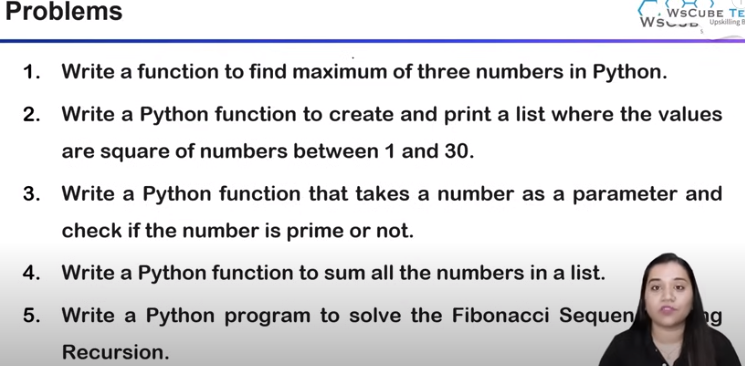 Problems
WsCube Te
Upskilling
1. Write a function to find maximum of three numbers in Python.
2. Write a Python function to create and print a list where the values
are square of numbers between 1 and 30.
3. Write a Python function that takes a number as a parameter and
check if the number is prime or not.
4. Write a Python function to sum all the numbers in a list.
5. Write a Python program to solve the Fibonacci Sequen ng
Recursion.